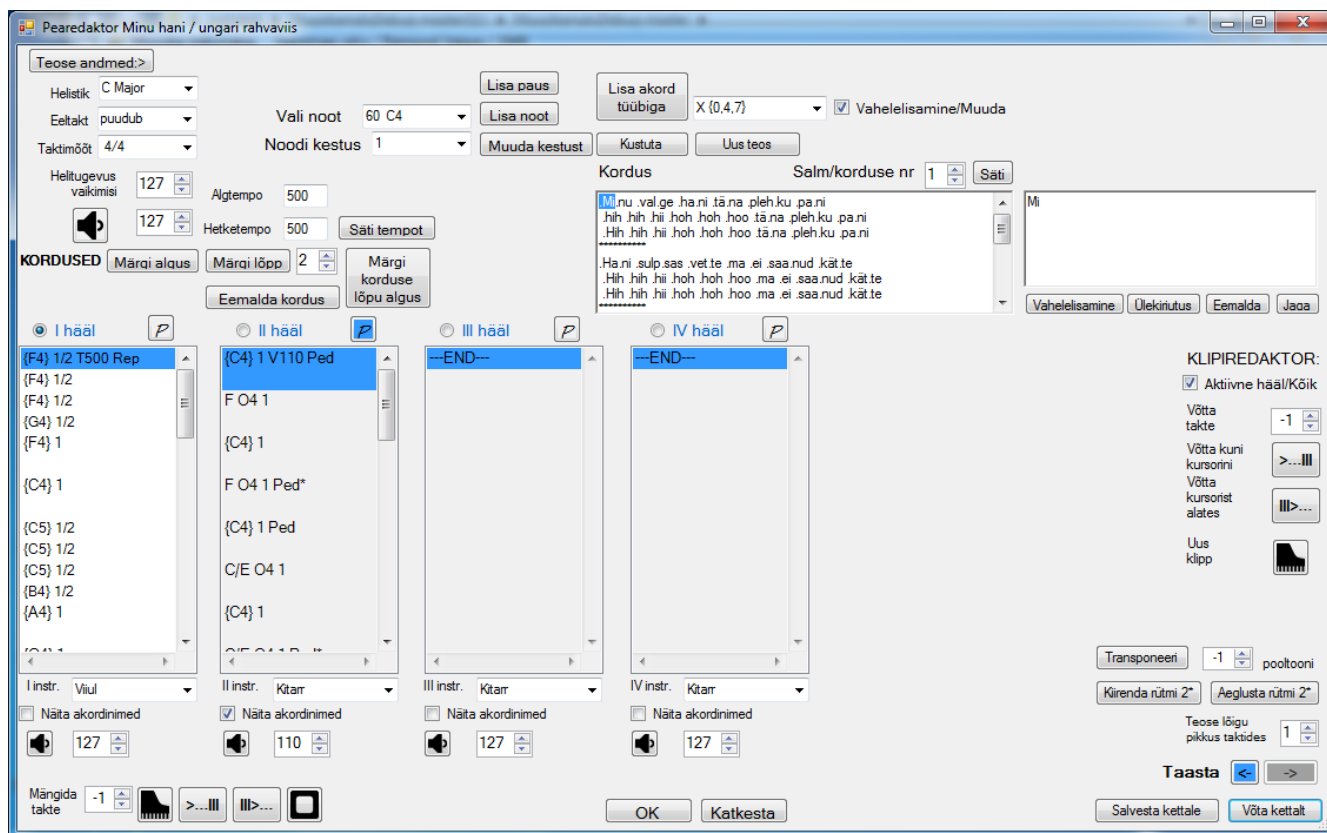 Pearedaktor Minu hani / ungari rahvaviis
Teose andmed:>
Helistik C Major
Eeltakt puudub
Taktimõõt 4/4
Helitugevus vaikimisi 127
127
Vali noot 60 C4
Noodi kestus 1
Lisa paus
Lisa noot
Muuda kestust
Lisa akord tüübiga X {0,4,7} Vahelelisamine/Muuda
Kustuta Uus teos
Algtempo 500
Hetketempo 500 Säti tempot
KORDUSED Märgi algus Märgi lõpp 2 Märgi korduse lõpu algus
Eemalda kordus
Kordus Salm/korduse nr 1 Säti
.Mi.nu .val.ge .ha.ni .tä.na .pleh.ku .pa.ni
.hih .hih .hii .hoh .hoh .hoo .tä.na .pleh.ku .pa.ni
.Hih .hih .hii .hoh .hoh .hoo .tä.na .pleh.ku .pa.ni
**********
.Ha.ni .sulp.sas .vet.te .ma .ei .saa.nud .kät.te
.Hih .hih .hii .hoh .hoh .hoo .ma .ei .saa.nud .kät.te
.Hih .hih .hii .hoh .hoh .hoo .ma .ei .saa.nud .kät.te
**********
Mi
Vahelelisamine Ülekirjutus Eemalda Jaga
I hääl P
II hääl P
III hääl P
IV hääl P
{F4} 1/2 T500 Rep
{F4} 1/2
{F4} 1/2
{G4} 1/2
{F4} 1
{C4} 1
{C5} 1/2
{C5} 1/2
{C5} 1/2
{B4} 1/2
{A4} 1
{C4} 1 V110 Ped
F O4 1
{C4} 1
F O4 1 Ped*
{C4} 1 Ped
C/E O4 1
{C4} 1
C/E O4 1 Ped*
---END---
---END---
I instr. Viiul
II instr. Kitarr
III instr. Kitarr
IV instr. Kitarr
Näita akordinimed
Näita akordinimed
Näita akordinimed
Näita akordinimed
127
110
127
127
Mängida takte -1 >...III III>...
OK Katkesta
KLIPIREDAKTOR:
Aktiivne hääl/Kõik
Võtta takte -1
Võtta kuni kursorini >...III
Võtta kursorist alates III>...
Uus klipp
Transponeeri -1 pooltooni
Kiirenda rütmi 2* Aeglusta rütmi 2*
Teose lõigu pikkus taktides 1
Taasta <- ->
Salvesta kettale Võta kettalt